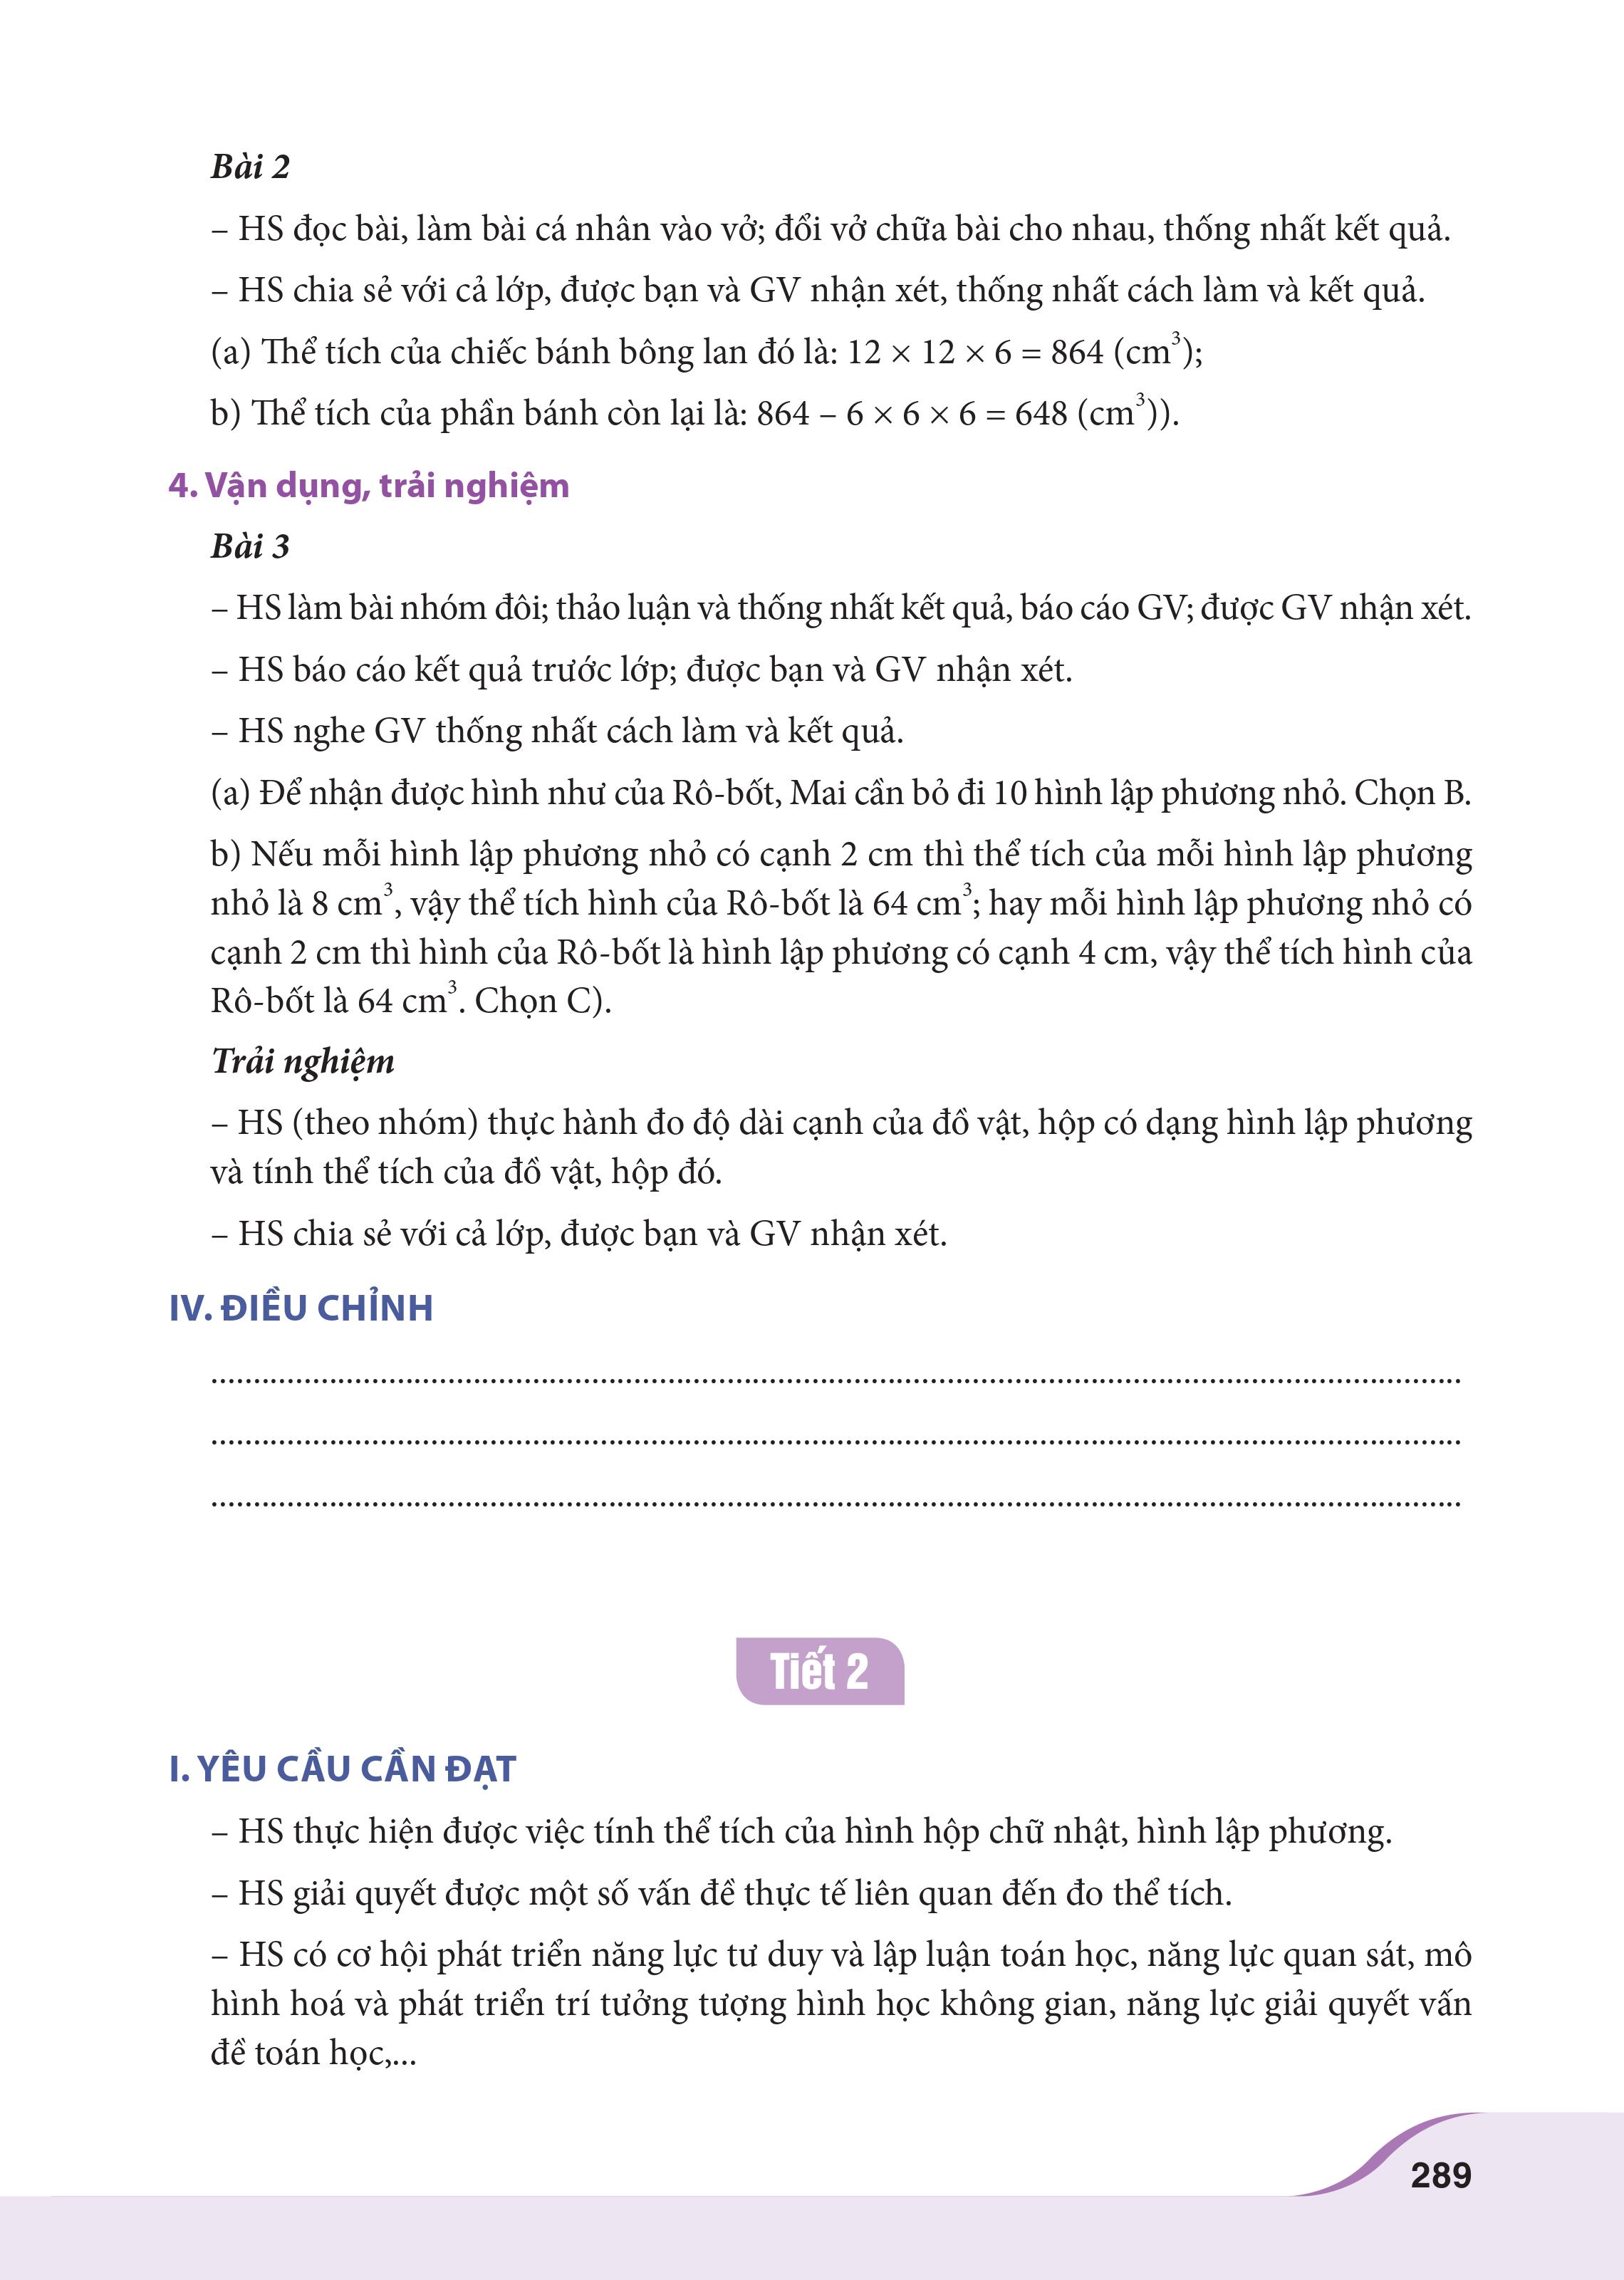 Bài 2
– HS đọc bài, làm bài cá nhân vào vở; đổi vở chữa bài cho nhau, thống nhất kết quả.
– HS chia sẻ với cả lớp, được bạn và GV nhận xét, thống nhất cách làm và kết quả.
(a) Thể tích của chiếc bánh bông lan đó là: 12 × 12 × 6 = 864 (cm³);
b) Thể tích của phần bánh còn lại là: 864 – 6 × 6 × 6 = 648 (cm³)).
4. Vận dụng, trải nghiệm
Bài 3
– HS làm bài nhóm đôi; thảo luận và thống nhất kết quả, báo cáo GV; được GV nhận xét.
– HS báo cáo kết quả trước lớp; được bạn và GV nhận xét.
– HS nghe GV thống nhất cách làm và kết quả.
(a) Để nhận được hình như của Rô-bốt, Mai cần bỏ đi 10 hình lập phương nhỏ. Chọn B.
b) Nếu mỗi hình lập phương nhỏ có cạnh 2 cm thì thể tích của mỗi hình lập phương
nhỏ là 8 cm³, vậy thể tích hình của Rô-bốt là 64 cm³; hay mỗi hình lập phương nhỏ có
cạnh 2 cm thì hình của Rô-bốt là hình lập phương có cạnh 4 cm, vậy thể tích hình của
Rô-bốt là 64 cm³. Chọn C).
Trải nghiệm
– HS (theo nhóm) thực hành đo độ dài cạnh của đồ vật, hộp có dạng hình lập phương
và tính thể tích của đồ vật, hộp đó.
– HS chia sẻ với cả lớp, được bạn và GV nhận xét.
IV. ĐIỀU CHỈNH
Tiết 2
I. YÊU CẦU CẦN ĐẠT
– HS thực hiện được việc tính thể tích của hình hộp chữ nhật, hình lập phương.
– HS giải quyết được một số vấn đề thực tế liên quan đến đo thể tích.
– HS có cơ hội phát triển năng lực tư duy và lập luận toán học, năng lực quan sát, mô
hình hoá và phát triển trí tưởng tượng hình học không gian, năng lực giải quyết vấn
đề toán học,...
289